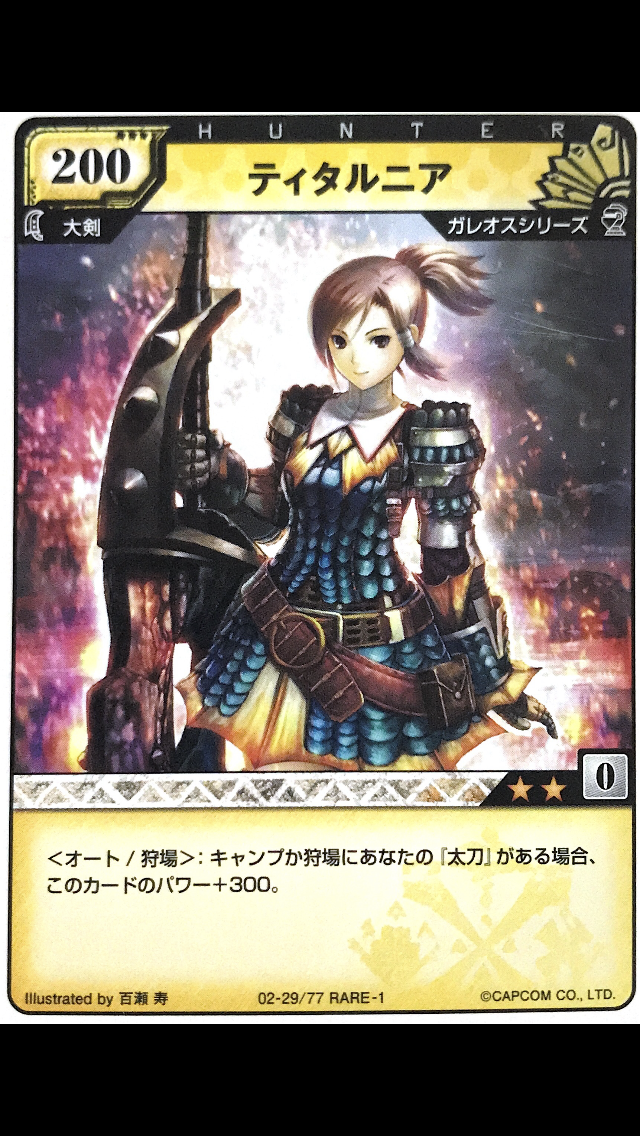 HUNTER
200
ティタルニア
大剣
ガレオスシリーズ
0
＜オート / 狩場＞: キャンプか狩場にあなたの『太刀』がある場合、
このカードのパワー＋300。
Illustrated by 百瀬 寿
02-29/77 RARE-1
©CAPCOM CO., LTD.